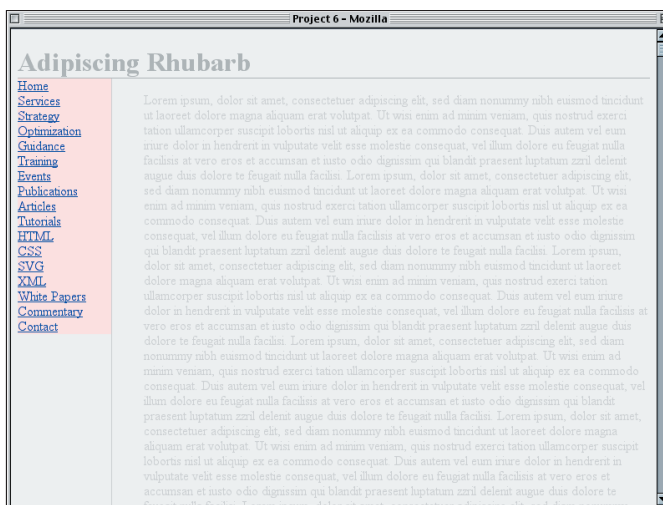 Project 6 - Mozilla
Adipiscing Rhubarb
Home
Services
Strategy
Optimization
Guidance
Training
Events
Publications
Articles
Tutorials
HTML
CSS
SVG
XML
White Papers
Commentary
Contact
Lorem ipsum, dolor sit amet, consectetuer adipiscing elit, sed diam nonummy nibh euismod tincidunt
ut laoreet dolore magna aliquam erat volutpat. Ut wisi enim ad minim veniam, quis nostrud exerci
tation ullamcorper suscipit lobortis nisl ut aliquip ex ea commodo consequat. Duis autem vel eum
iriure dolor in hendrerit in vulputate velit esse molestie consequat, vel illum dolore eu feugiat nulla
facilisis at vero eros et accumsan et iusto odio dignissim qui blandit praesent luptatum zzril delenit
augue duis dolore te feugait nulla facilisi. Lorem ipsum, dolor sit amet, consectetuer adipiscing elit,
sed diam nonummy nibh euismod tincidunt ut laoreet dolore magna aliquam erat volutpat. Ut wisi
enim ad minim veniam, quis nostrud exerci tation ullamcorper suscipit lobortis nisl ut aliquip ex ea
commodo consequat. Duis autem vel eum iriure dolor in hendrerit in vulputate velit esse molestie
consequat, vel illum dolore eu feugiat nulla facilisis at vero eros et accumsan et iusto odio dignissim
qui blandit praesent luptatum zzril delenit augue duis dolore te feugait nulla facilisi. Lorem ipsum,
dolor sit amet, consectetuer adipiscing elit, sed diam nonummy nibh euismod tincidunt ut laoreet
dolore magna aliquam erat volutpat. Ut wisi enim ad minim veniam, quis nostrud exerci tation
ullamcorper suscipit lobortis nisl ut aliquip ex ea commodo consequat. Duis autem vel eum iriure
dolor in hendrerit in vulputate velit esse molestie consequat, vel illum dolore eu feugiat nulla facilisis at
vero eros et accumsan et iusto odio dignissim qui blandit praesent luptatum zzril delenit augue duis
dolore te feugait nulla facilisi. Lorem ipsum, dolor sit amet, consectetuer adipiscing elit, sed diam
nonummy nibh euismod tincidunt ut laoreet dolore magna aliquam erat volutpat. Ut wisi enim ad
minim veniam, quis nostrud exerci tation ullamcorper suscipit lobortis nisl ut aliquip ex ea commodo
consequat. Duis autem vel eum iriure dolor in hendrerit in vulputate velit esse molestie consequat, vel
illum dolore eu feugiat nulla facilisis at vero eros et accumsan et iusto odio dignissim qui blandit
praesent luptatum zzril delenit augue duis dolore te feugait nulla facilisi. Lorem ipsum, dolor sit amet,
consectetuer adipiscing elit, sed diam nonummy nibh euismod tincidunt ut laoreet dolore magna
aliquam erat volutpat. Ut wisi enim ad minim veniam, quis nostrud exerci tation ullamcorper suscipit
lobortis nisl ut aliquip ex ea commodo consequat. Duis autem vel eum iriure dolor in hendrerit in
vulputate velit esse molestie consequat, vel illum dolore eu feugiat nulla facilisis at vero eros et
accumsan et iusto odio dignissim qui blandit praesent luptatum zzril delenit augue duis dolore te